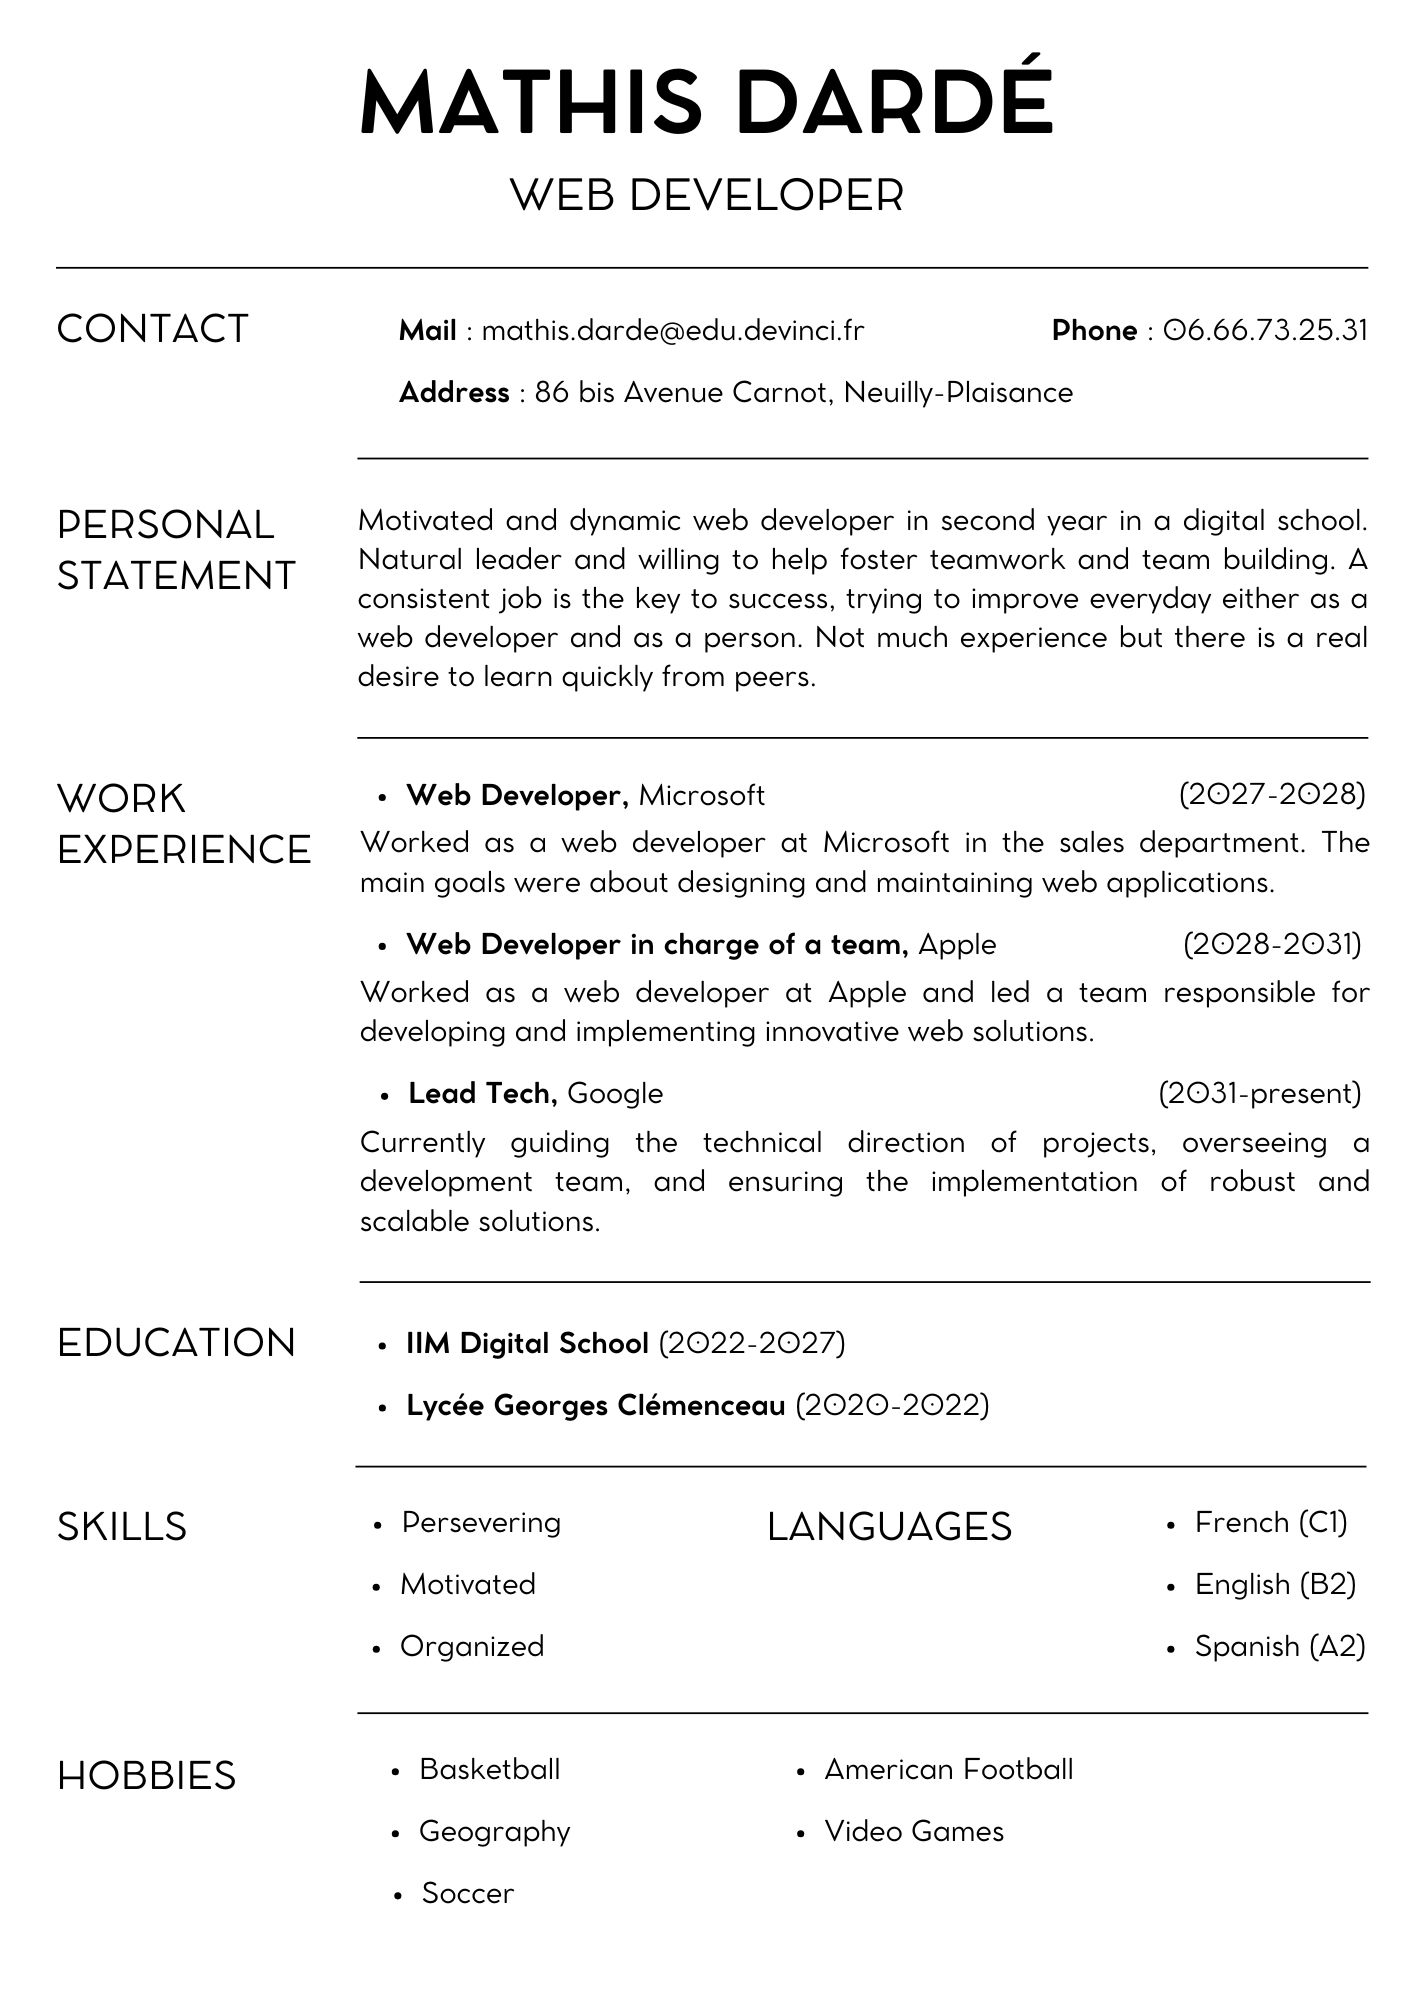 MATHIS DARDÉ
WEB DEVELOPER
CONTACT
Mail : mathis.darde@edu.devinci.fr
Phone : 06.66.73.25.31
Address : 86 bis Avenue Carnot, Neuilly-Plaisance
PERSONAL
STATEMENT
Motivated and dynamic web developer in second year in a digital school.
Natural leader and willing to help foster teamwork and team building. A
consistent job is the key to success, trying to improve everyday either as a
web developer and as a person. Not much experience but there is a real
desire to learn quickly from peers.
WORK
EXPERIENCE
• Web Developer, Microsoft (2027-2028)
Worked as a web developer at Microsoft in the sales department. The
main goals were about designing and maintaining web applications.
• Web Developer in charge of a team, Apple (2028-2031)
Worked as a web developer at Apple and led a team responsible for
developing and implementing innovative web solutions.
• Lead Tech, Google (2031-present)
Currently guiding the technical direction of projects, overseeing a
development team, and ensuring the implementation of robust and
scalable solutions.
EDUCATION
• IIM Digital School (2022-2027)
• Lycée Georges Clémenceau (2020-2022)
SKILLS
• Persevering
• Motivated
• Organized
LANGUAGES
• French (C1)
• English (B2)
• Spanish (A2)
HOBBIES
• Basketball
• Geography
• Soccer
• American Football
• Video Games